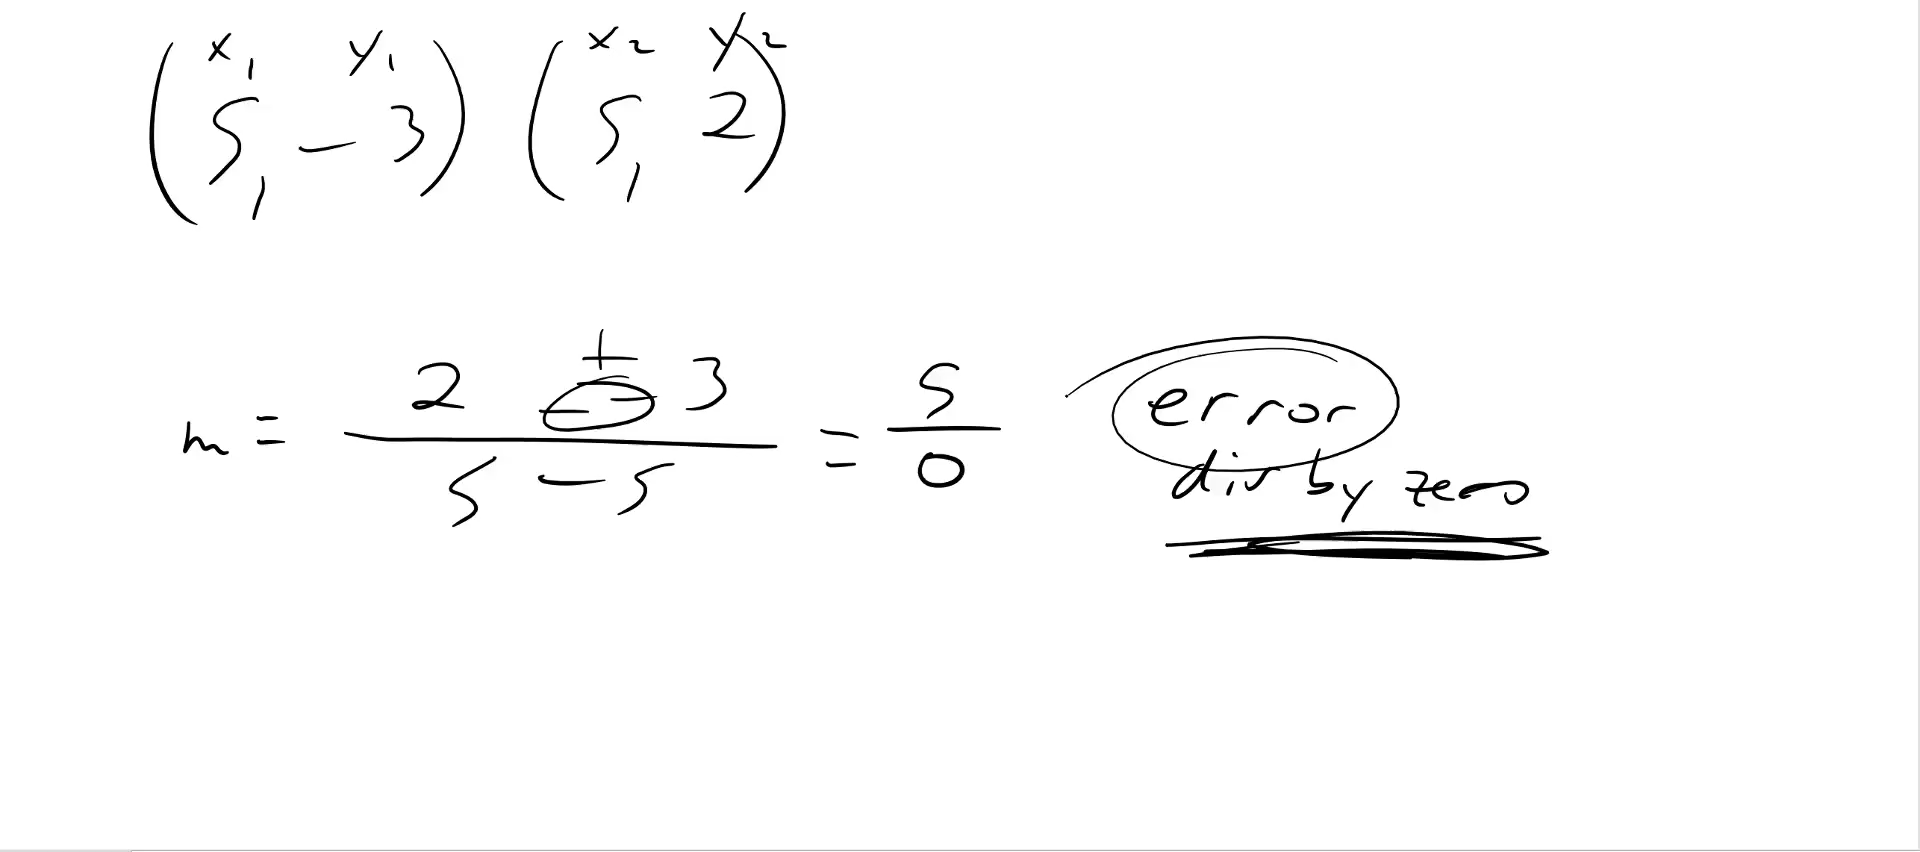 x₁ y₁ x₂ y₂
(5, -3) (5, 2)
+
m = 2 - - 3 / 5 - 5 = 5 / 0 error
div by zero